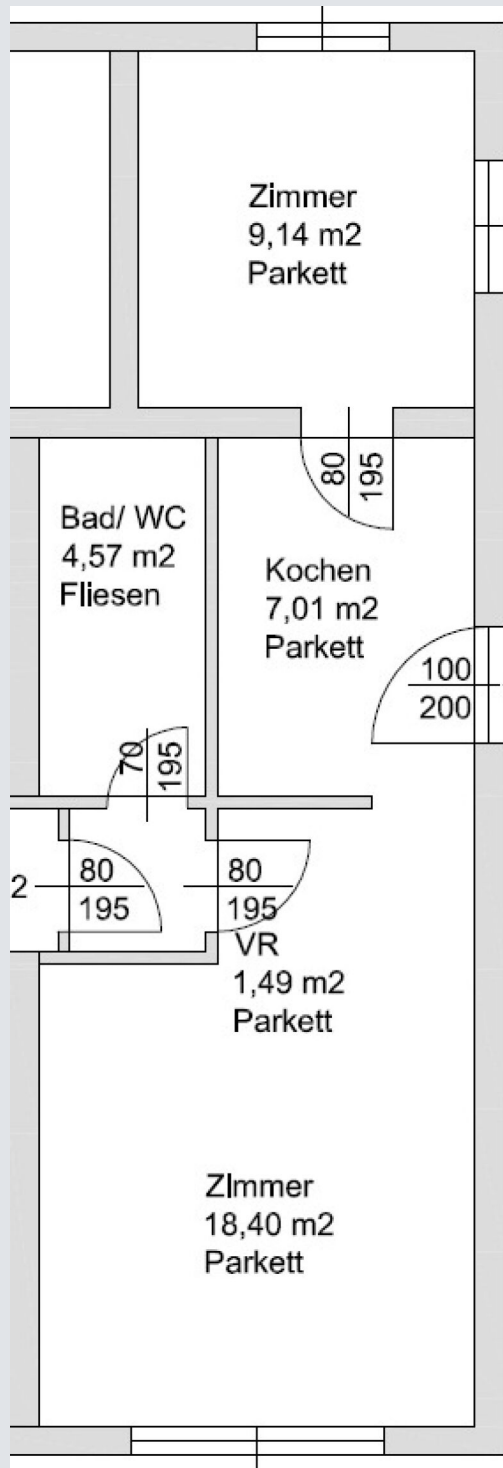 Zimmer
9,14 m2
Parkett
80
195
Bad/ WC
4,57 m2
Fliesen
Kochen
7,01 m2
Parkett
100
200
70
195
2
80
195
80
195
VR
1,49 m2
Parkett
ZImmer
18,40 m2
Parkett